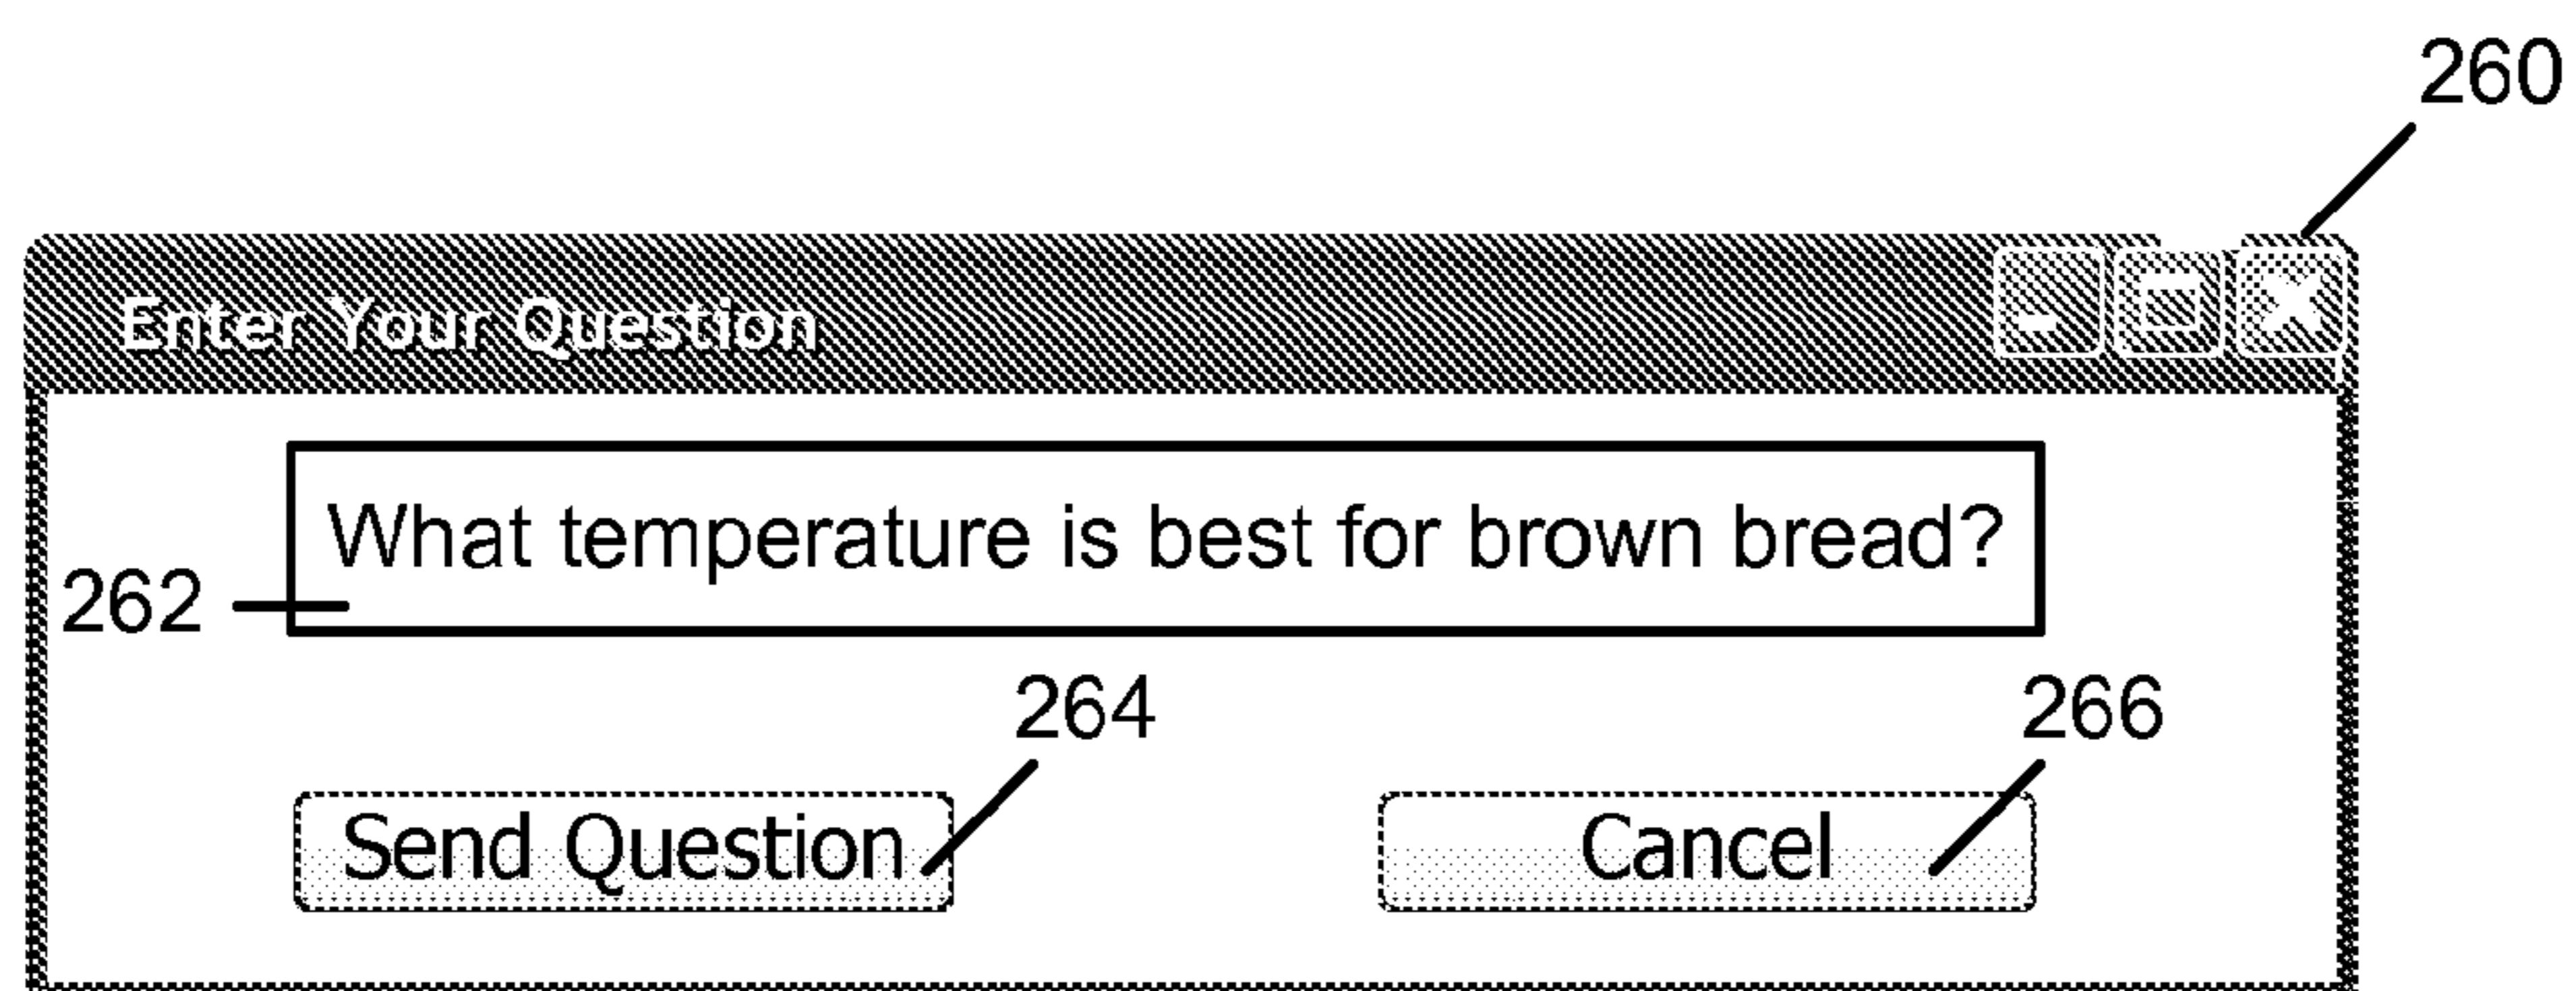 260
Enter Your Question
What temperature is best for brown bread?
262
264
266
Send Question
Cancel